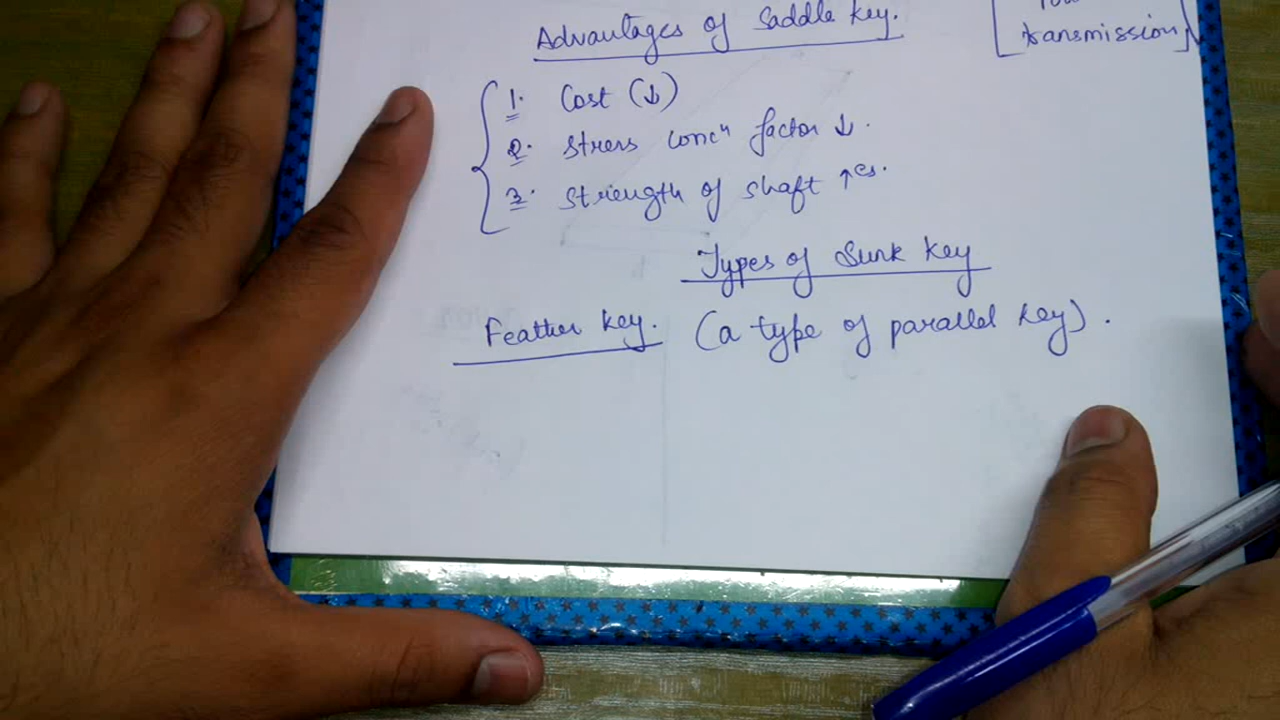 Advantages of Saddle key.
transmission]
1. Cost (↓)
2. Stress concⁿ factor ↓.
3. Strength of shaft ↑es.
Types of Sunk key
Feather key. (a type of parallel key).